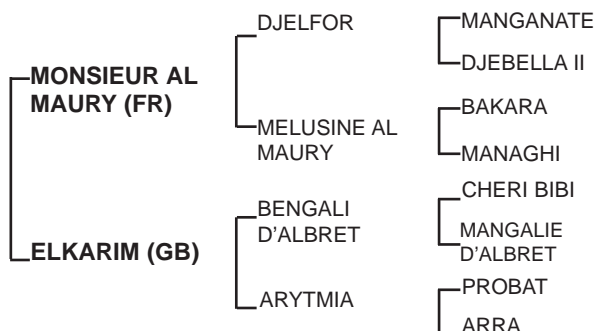 DJELFOR
MANGANATE
DJEBELLA II
MONSIEUR AL
MAURY (FR)
MELUSINE AL
MAURY
BAKARA
MANAGHI
ELKARIM (GB)
BENGALI
D'ALBRET
CHERI BIBI
MANGALIE
D'ALBRET
ARYTMIA
PROBAT
ARRA